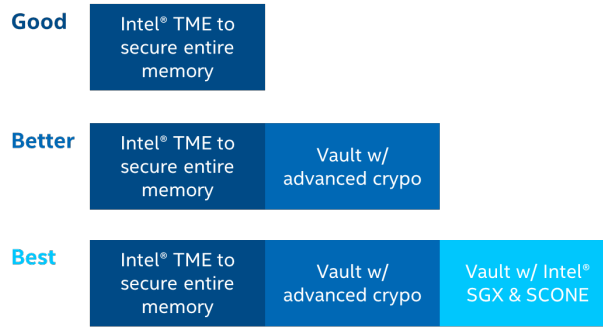 Good
Intel® TME to
secure entire
memory
Better
Intel® TME to
secure entire
memory
Vault w/
advanced crypo
Best
Intel® TME to
secure entire
memory
Vault w/
advanced crypo
Vault w/ Intel®
SGX & SCONE